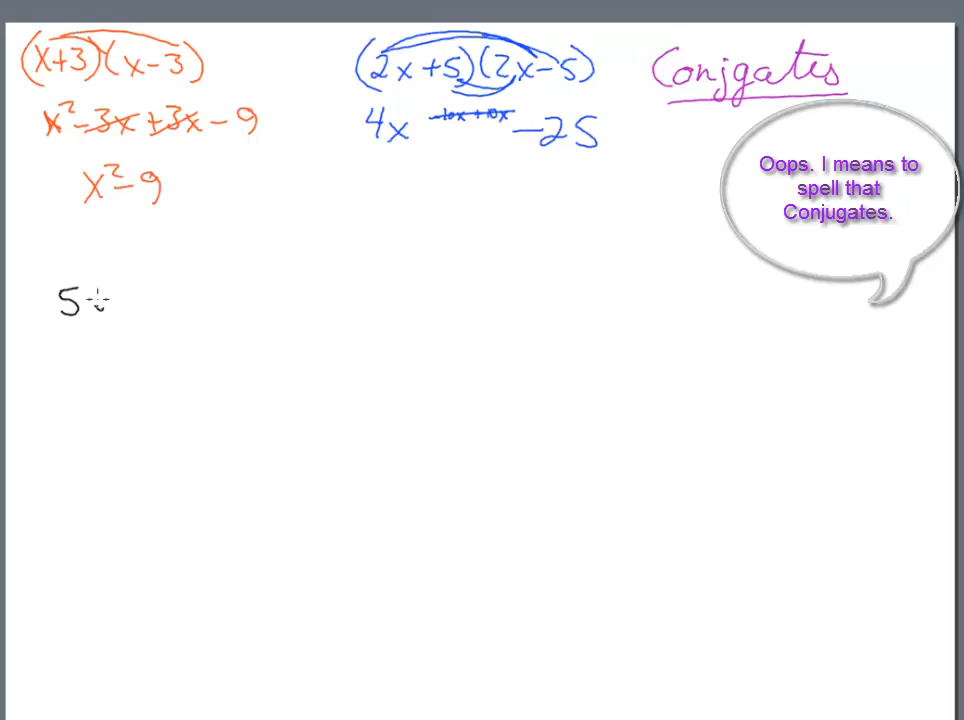 (x+3)(x-3)
x²-3x+3x-9
x²-9
(2x+5)(2x-5)
4x -10x+10x -25
Conjgates
Oops. I means to
spell that
Conjugates.
5